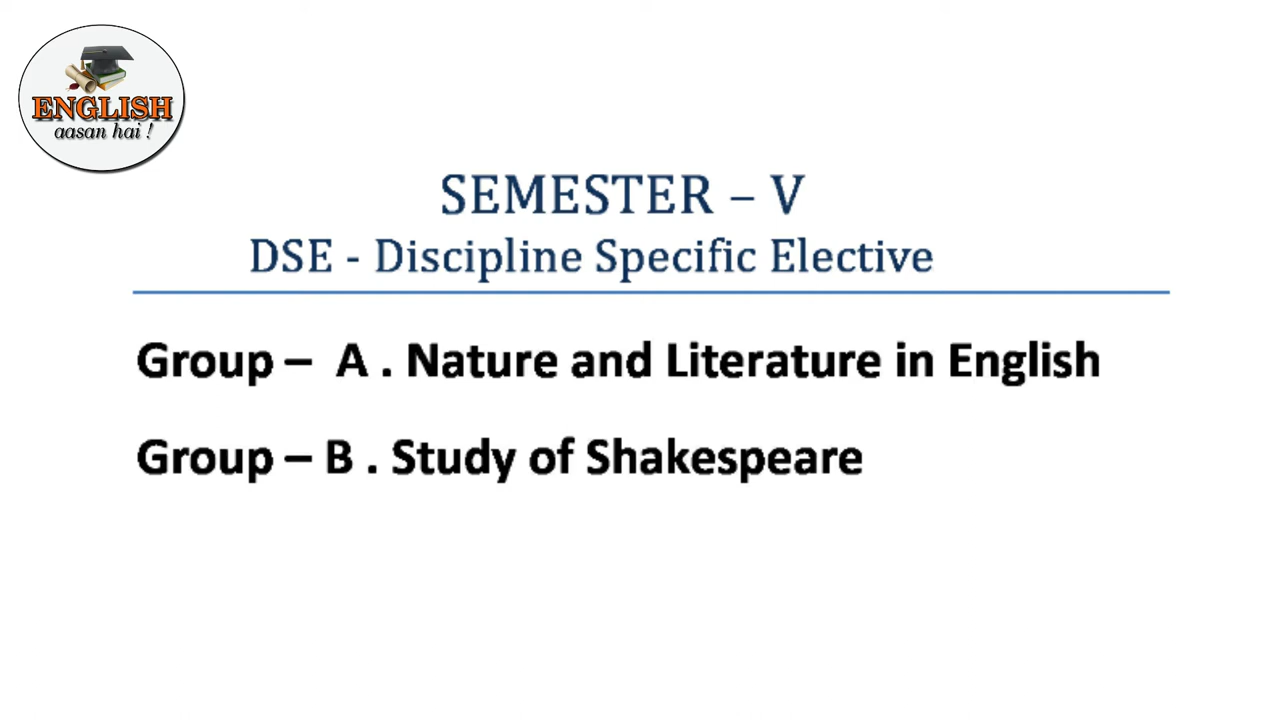 ENGLISH
aasan hai !
SEMESTER – V
DSE - Discipline Specific Elective
Group – A . Nature and Literature in English
Group – B . Study of Shakespeare